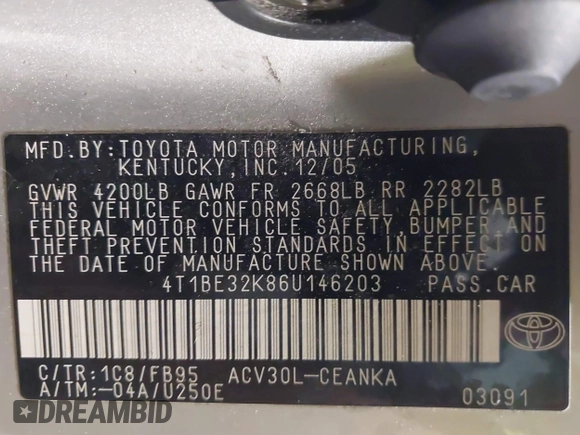 MFD.BY:TOYOTA MOTOR MANUFACTURING,
KENTUCKY,INC.12/05
GVWR 4200LB GAWR FR 2668LB RR 2282LB
THIS VEHICLE CONFORMS TO ALL APPLICABLE
FEDERAL MOTOR VEHICLE SAFETY,BUMPER,AND
THEFT PREVENTION STANDARDS IN EFFECT ON
THE DATE OF MANUFACTURE SHOWN ABOVE.
4T1BE32K86U146203 PASS.CAR
TOYOTA
C/TR:1C8/FB95 ACV30L-CEANKA
A/TM:-04A/U250E 03091
DREAMBID